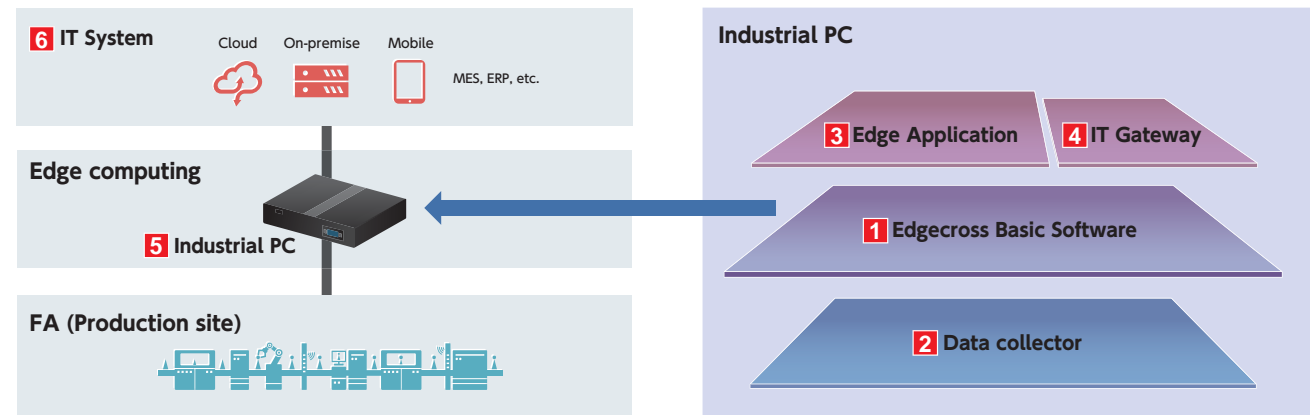 6 IT System
Cloud On-premise Mobile
MES, ERP, etc.
Edge computing
5 Industrial PC
FA (Production site)
Industrial PC
3 Edge Application
4 IT Gateway
1 Edgecross Basic Software
2 Data collector